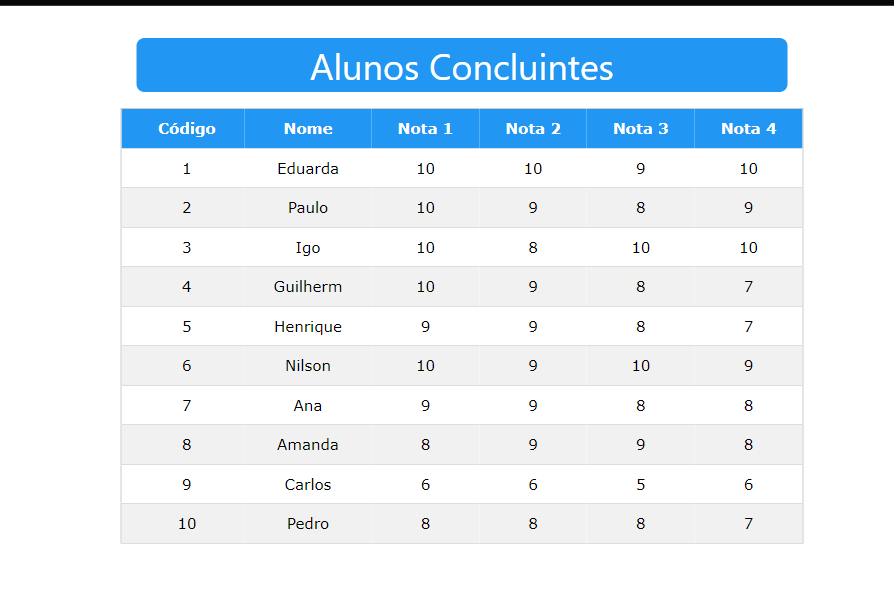 Alunos Concluintes
Código Nome Nota 1 Nota 2 Nota 3 Nota 4
1 Eduarda 10 10 9 10
2 Paulo 10 9 8 9
3 Igo 10 8 10 10
4 Guilherm 10 9 8 7
5 Henrique 9 9 8 7
6 Nilson 10 9 10 9
7 Ana 9 9 8 8
8 Amanda 8 9 9 8
9 Carlos 6 6 5 6
10 Pedro 8 8 8 7